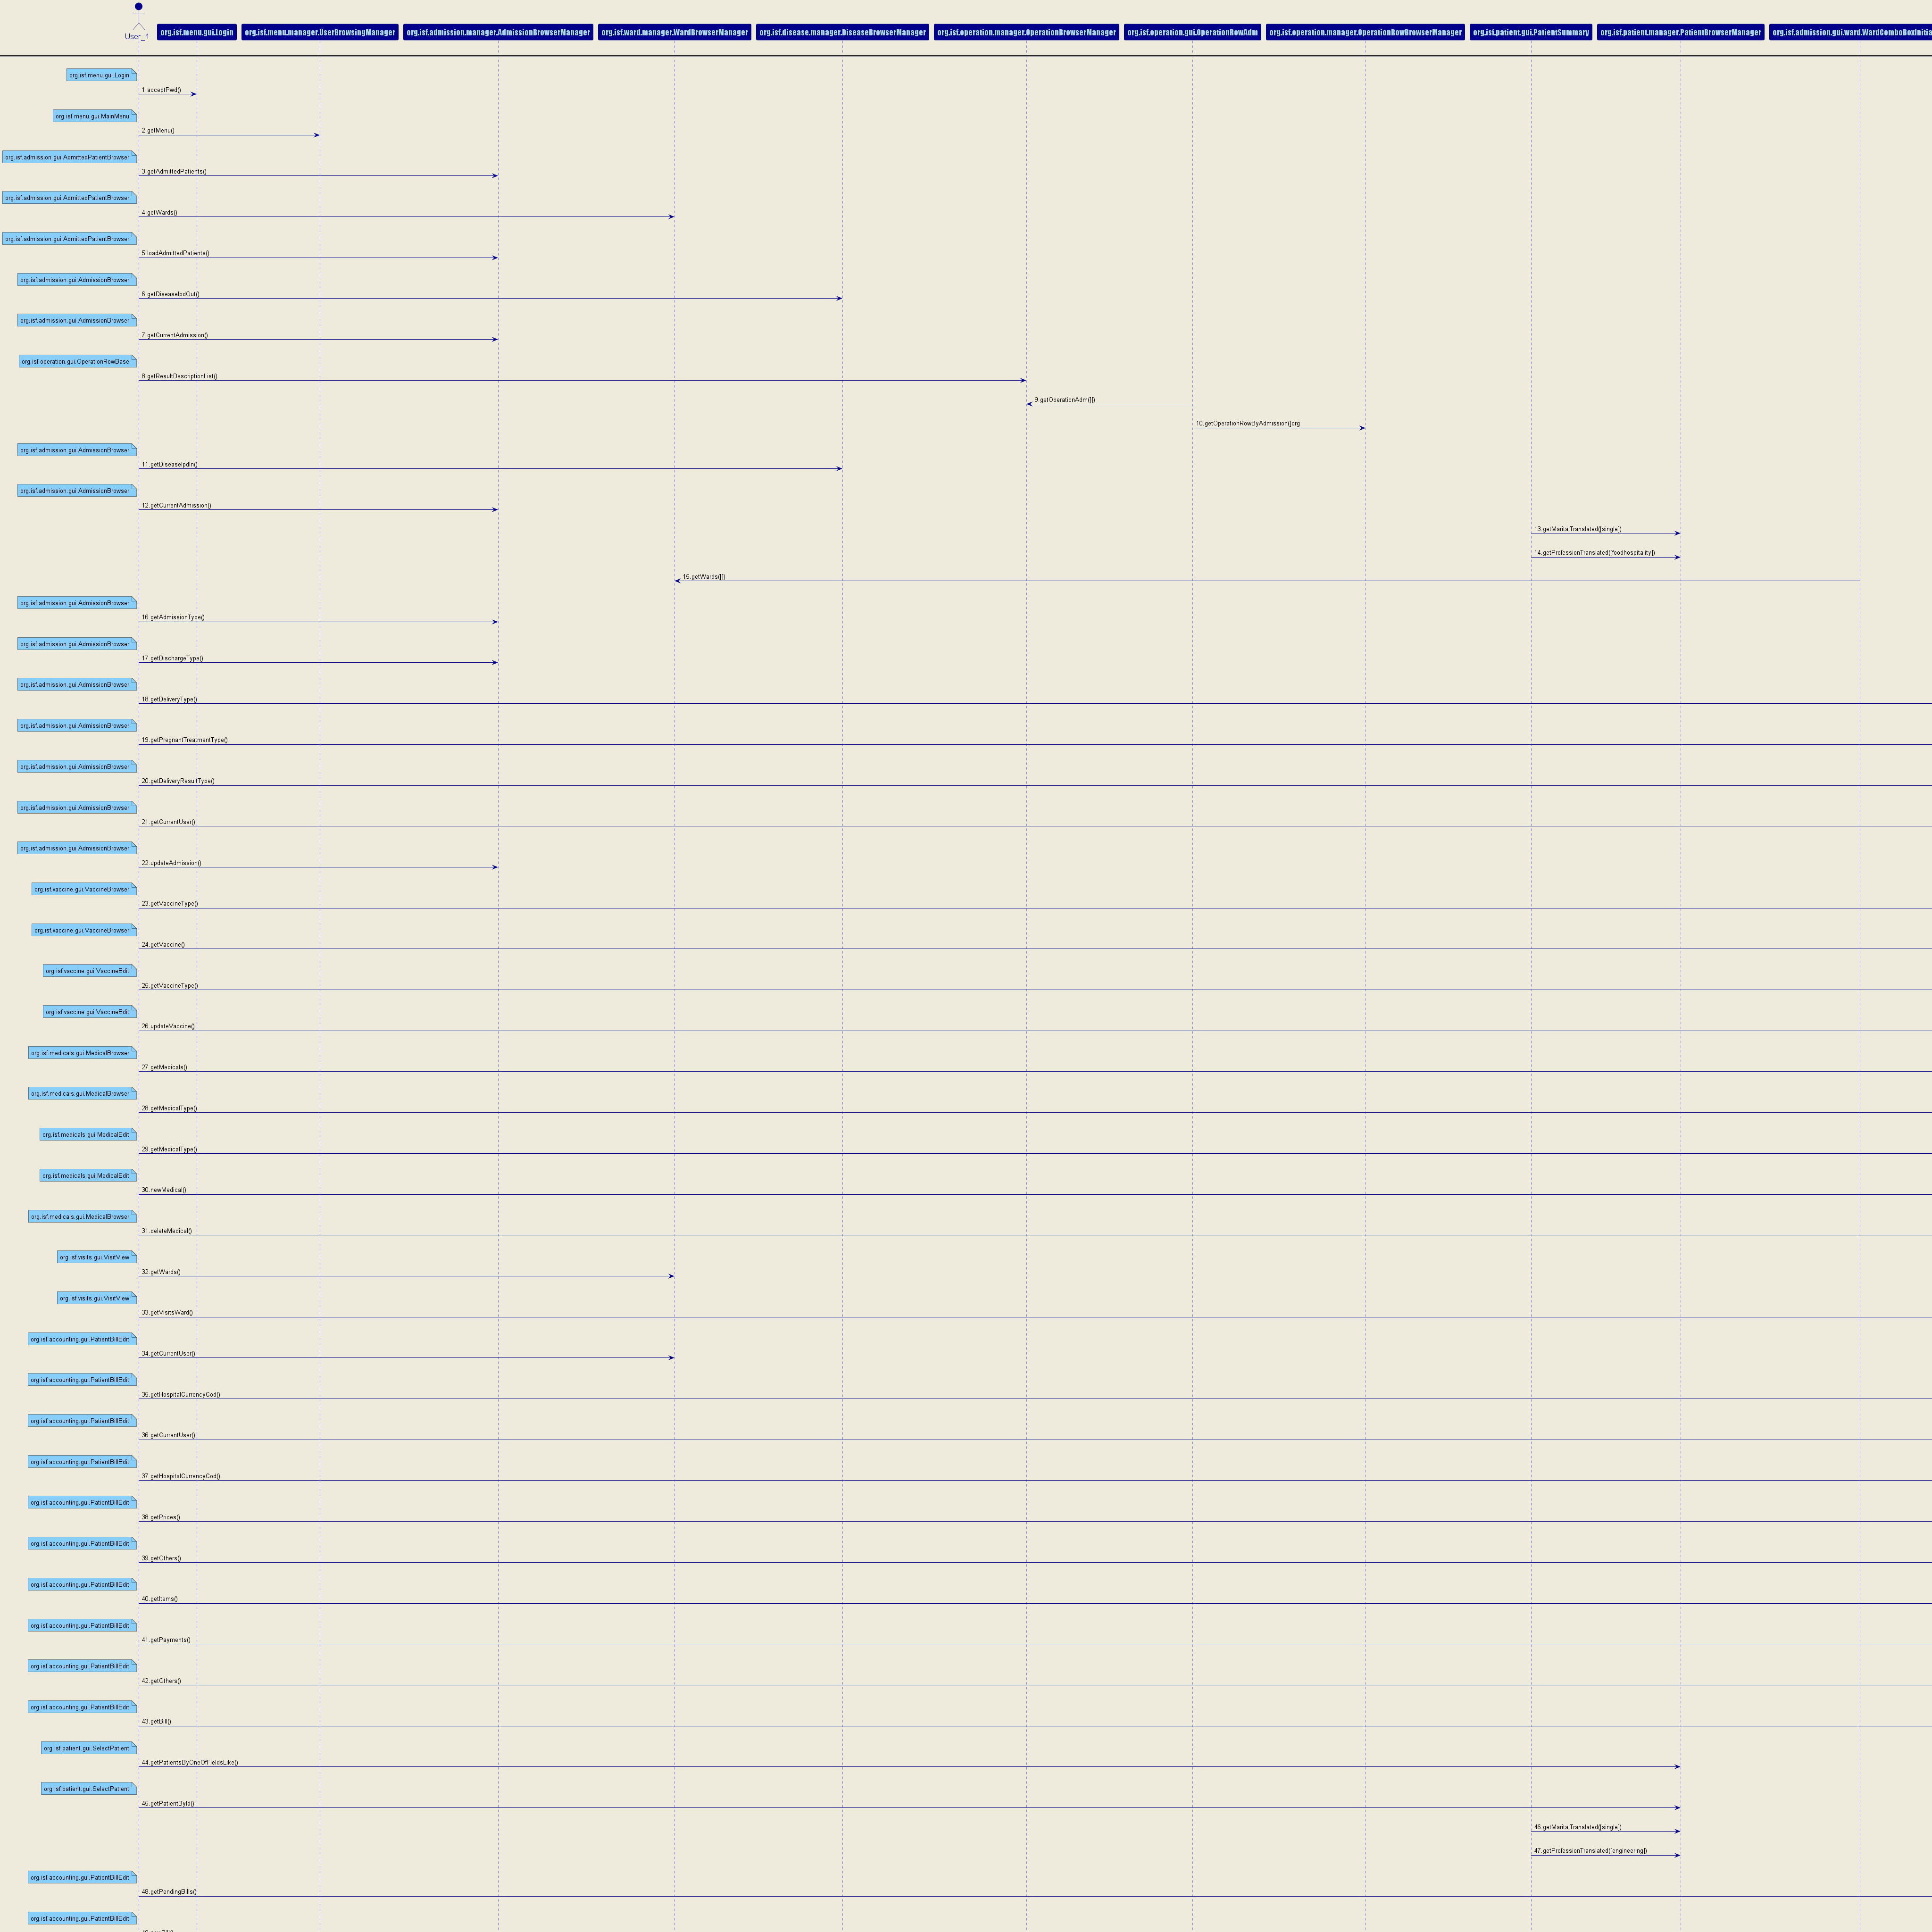 User_1
org.isf.menu.gui.Login
org.isf.menu.manager.UserBrowsingManager
org.isf.admission.manager.AdmissionBrowserManager
org.isf.ward.manager.WardBrowserManager
org.isf.disease.manager.DiseaseBrowserManager
org.isf.operation.manager.OperationBrowserManager
org.isf.operation.gui.OperationRowAdm
org.isf.operation.manager.OperationRowBrowserManager
org.isf.patient.gui.PatientSummary
org.isf.patient.manager.PatientBrowserManager
org.isf.admission.gui.ward.WardComboBoxInitia
org.isf.menu.gui.Login
1.acceptPwd()
org.isf.menu.gui.MainMenu
2.getMenu()
org.isf.admission.gui.AdmittedPatientBrowser
3.getAdmittedPatients()
org.isf.admission.gui.AdmittedPatientBrowser
4.getWards()
org.isf.admission.gui.AdmittedPatientBrowser
5.loadAdmittedPatients()
org.isf.admission.gui.AdmissionBrowser
6.getDiseaseIpdOut()
org.isf.admission.gui.AdmissionBrowser
7.getCurrentAdmission()
org.isf.operation.gui.OperationRowBase
8.getResultDescriptionList()
9.getOperationAdm([])
10.getOperationRowByAdmission([org
org.isf.admission.gui.AdmissionBrowser
11.getDiseaseIpdIn()
org.isf.admission.gui.AdmissionBrowser
12.getCurrentAdmission()
13.getMaritalTranslated([single])
14.getProfessionTranslated([foodhospitality])
15.getWards([])
org.isf.admission.gui.AdmissionBrowser
16.getAdmissionType()
org.isf.admission.gui.AdmissionBrowser
17.getDischargeType()
org.isf.admission.gui.AdmissionBrowser
18.getDeliveryType()
org.isf.admission.gui.AdmissionBrowser
19.getPregnantTreatmentType()
org.isf.admission.gui.AdmissionBrowser
20.getDeliveryResultType()
org.isf.admission.gui.AdmissionBrowser
21.getCurrentUser()
org.isf.admission.gui.AdmissionBrowser
22.updateAdmission()
org.isf.vaccine.gui.VaccineBrowser
23.getVaccineType()
org.isf.vaccine.gui.VaccineBrowser
24.getVaccine()
org.isf.vaccine.gui.VaccineEdit
25.getVaccineType()
org.isf.vaccine.gui.VaccineEdit
26.updateVaccine()
org.isf.medicals.gui.MedicalBrowser
27.getMedicals()
org.isf.medicals.gui.MedicalBrowser
28.getMedicalType()
org.isf.medicals.gui.MedicalEdit
29.getMedicalType()
org.isf.medicals.gui.MedicalEdit
30.newMedical()
org.isf.medicals.gui.MedicalBrowser
31.deleteMedical()
org.isf.visits.gui.VisitView
32.getWards()
org.isf.visits.gui.VisitView
33.getVisitsWard()
org.isf.accounting.gui.PatientBillEdit
34.getCurrentUser()
org.isf.accounting.gui.PatientBillEdit
35.getHospitalCurrencyCod()
org.isf.accounting.gui.PatientBillEdit
36.getCurrentUser()
org.isf.accounting.gui.PatientBillEdit
37.getHospitalCurrencyCod()
org.isf.accounting.gui.PatientBillEdit
38.getPrices()
org.isf.accounting.gui.PatientBillEdit
39.getOthers()
org.isf.accounting.gui.PatientBillEdit
40.getItems()
org.isf.accounting.gui.PatientBillEdit
41.getPayments()
org.isf.accounting.gui.PatientBillEdit
42.getOthers()
org.isf.accounting.gui.PatientBillEdit
43.getBill()
org.isf.patient.gui.SelectPatient
44.getPatientsByOneOfFieldsLike()
org.isf.patient.gui.SelectPatient
45.getPatientById()
46.getMaritalTranslated([single])
47.getProfessionTranslated([engineering])
org.isf.accounting.gui.PatientBillEdit
48.getPendingBills()
org.isf.accounting.gui.PatientBillEdit